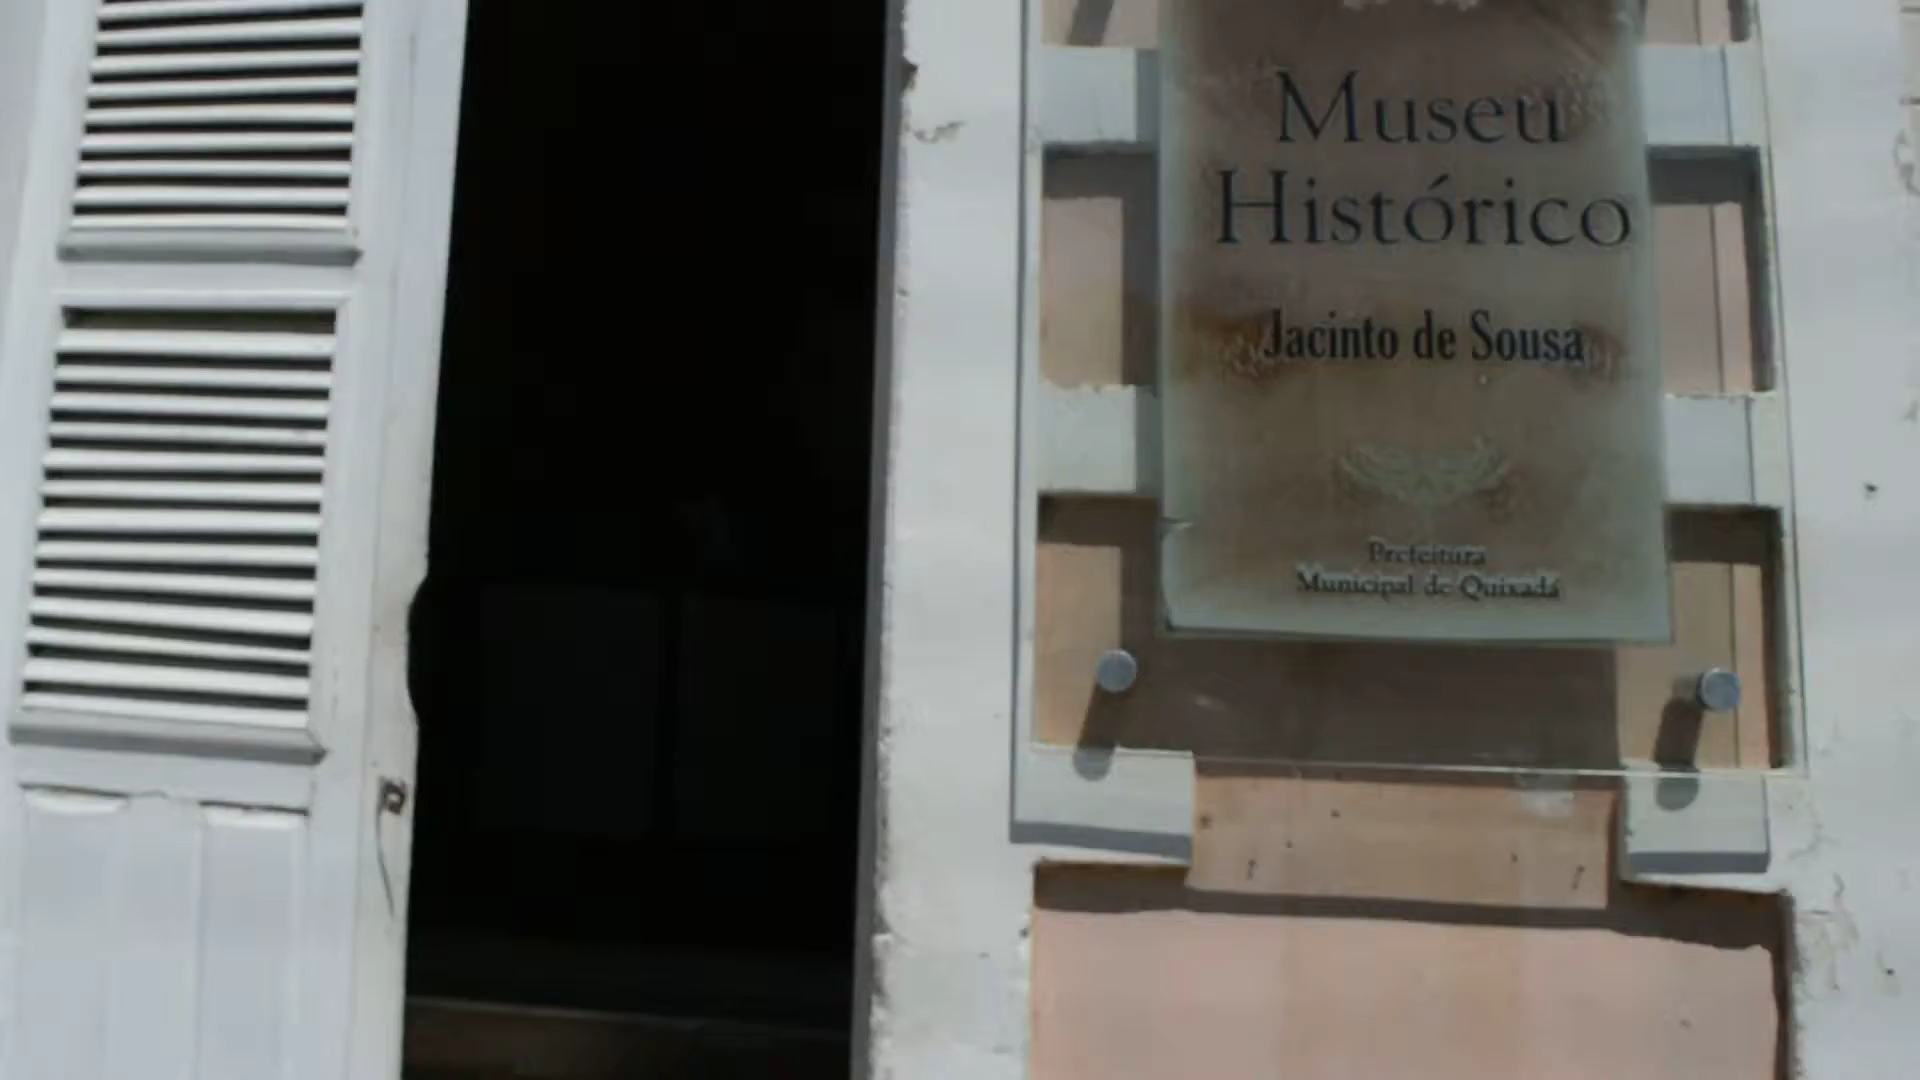 Museu
Histórico
Jacinto de Sousa
Prefeitura
Municipal de Quixadá